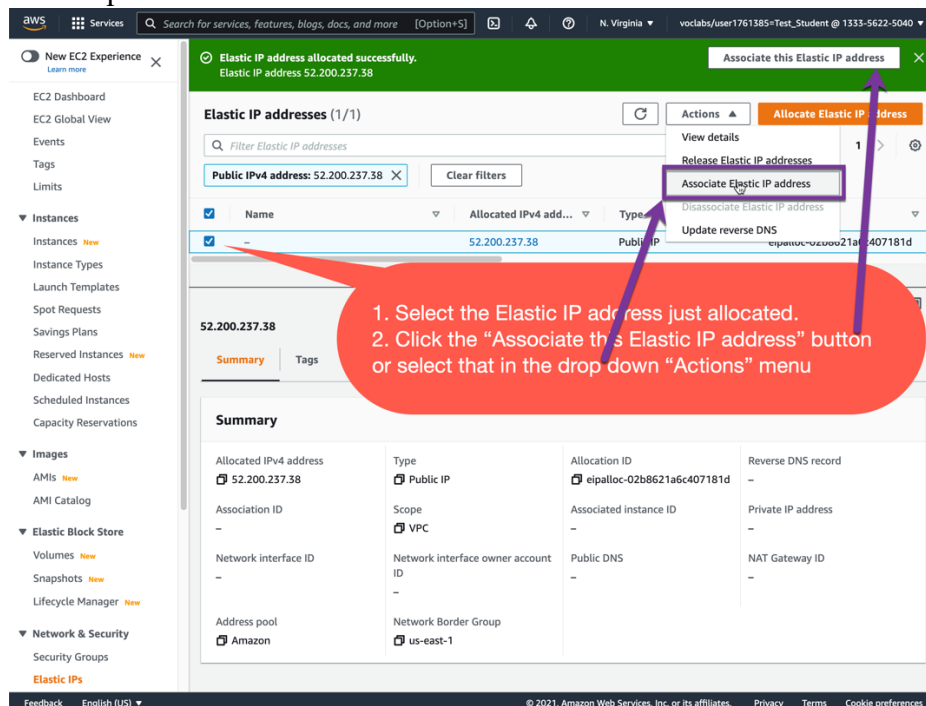 aws Services Search for services, features, blogs, docs, and more [Option+S] N. Virginia ▼ voclabs/user1761385=Test_Student @ 1333-5622-5040 ▼
New EC2 Experience
Learn more
Elastic IP address allocated successfully.
Elastic IP address 52.200.237.38
Associate this Elastic IP address
EC2 Dashboard
EC2 Global View
Events
Tags
Limits
▼ Instances
Instances New
Instance Types
Launch Templates
Spot Requests
Savings Plans
Reserved Instances New
Dedicated Hosts
Scheduled Instances
Capacity Reservations
▼ Images
AMIs New
AMI Catalog
▼ Elastic Block Store
Volumes New
Snapshots New
Lifecycle Manager New
▼ Network & Security
Security Groups
Elastic IPs
Elastic IP addresses (1/1)
Actions ▲
Allocate Elastic IP address
Filter Elastic IP addresses
1
Public IPv4 address: 52.200.237.38
Clear filters
View details
Release Elastic IP addresses
Associate Elastic IP address
Disassociate Elastic IP address
Update reverse DNS
Name Allocated IPv4 add... Type
– 52.200.237.38 Public IP eipalloc-02b8621a6c407181d
1. Select the Elastic IP address just allocated.
2. Click the “Associate this Elastic IP address” button
or select that in the drop down “Actions” menu
52.200.237.38
Summary Tags
Summary
Allocated IPv4 address
52.200.237.38
Type
Public IP
Allocation ID
eipalloc-02b8621a6c407181d
Reverse DNS record
–
Association ID
–
Scope
VPC
Associated instance ID
–
Private IP address
–
Network interface ID
–
Network interface owner account
ID
–
Public DNS
–
NAT Gateway ID
–
Address pool
Amazon
Network Border Group
us-east-1
Feedback English (US) ▼ © 2021, Amazon Web Services, Inc. or its affiliates. Privacy Terms Cookie preferences